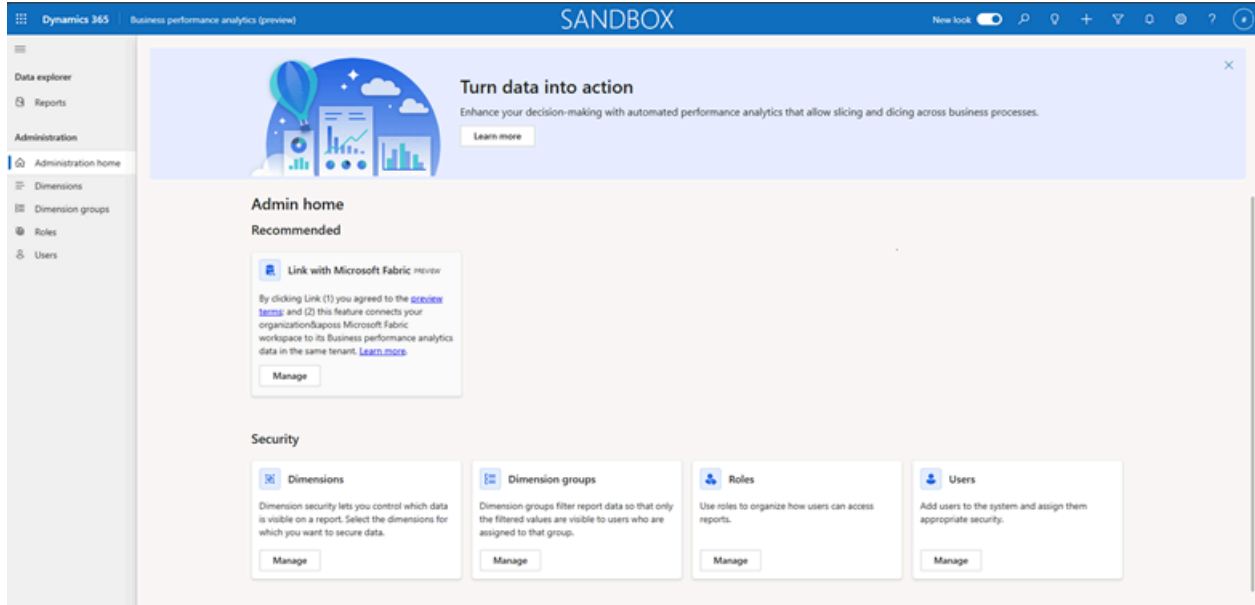 Dynamics 365 Business performance analytics (preview) SANDBOX New look
Data explorer
Reports
Administration
Administration home
Dimensions
Dimension groups
Roles
Users
Turn data into action
Enhance your decision-making with automated performance analytics that allow slicing and dicing across business processes.
Learn more
Admin home
Recommended
Link with Microsoft Fabric PREVIEW
By clicking Link (1) you agreed to the preview
terms; and (2) this feature connects your
organization&aposs Microsoft Fabric
workspace to its Business performance analytics
data in the same tenant. Learn more.
Manage
Security
Dimensions
Dimension security lets you control which data
is visible on a report. Select the dimensions for
which you want to secure data.
Manage
Dimension groups
Dimension groups filter report data so that only
the filtered values are visible to users who are
assigned to that group.
Manage
Roles
Use roles to organize how users can access
reports.
Manage
Users
Add users to the system and assign them
appropriate security.
Manage